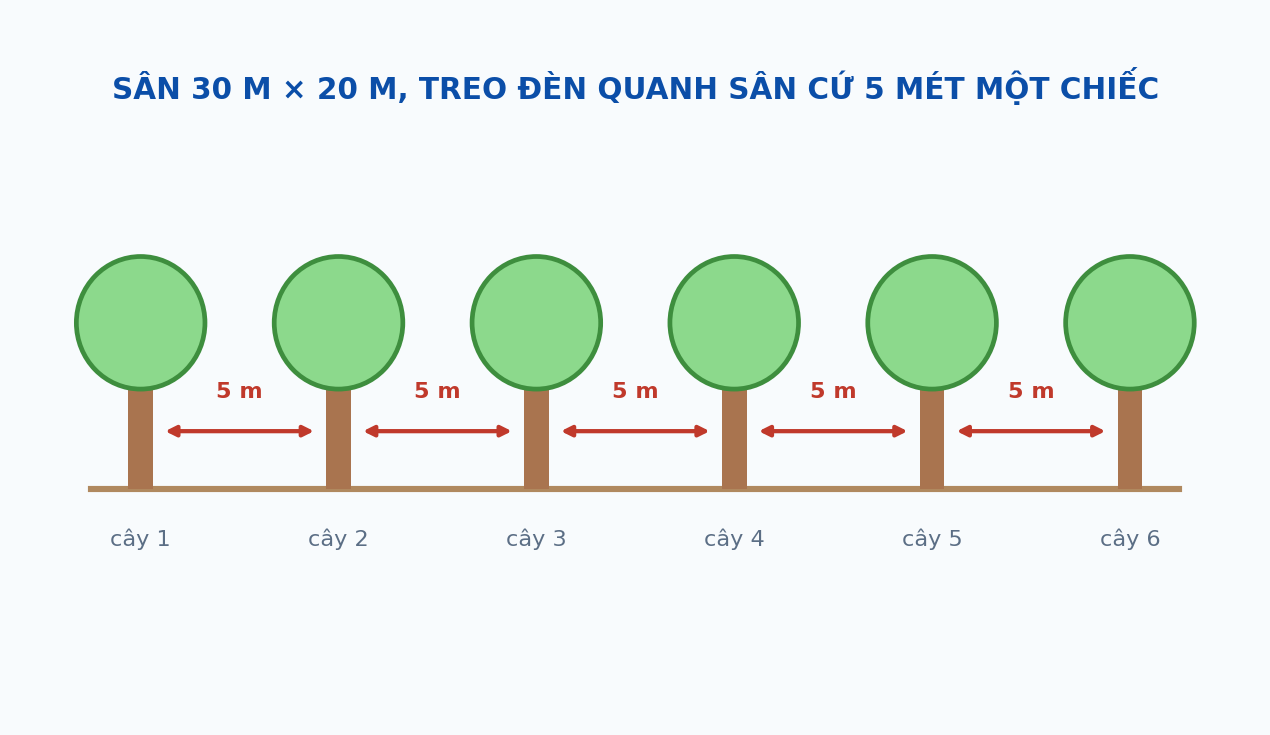 SÂN 30 M × 20 M, TREO ĐÈN QUANH SÂN CỨ 5 MÉT MỘT CHIẾC
5 m 5 m 5 m 5 m 5 m
cây 1 cây 2 cây 3 cây 4 cây 5 cây 6